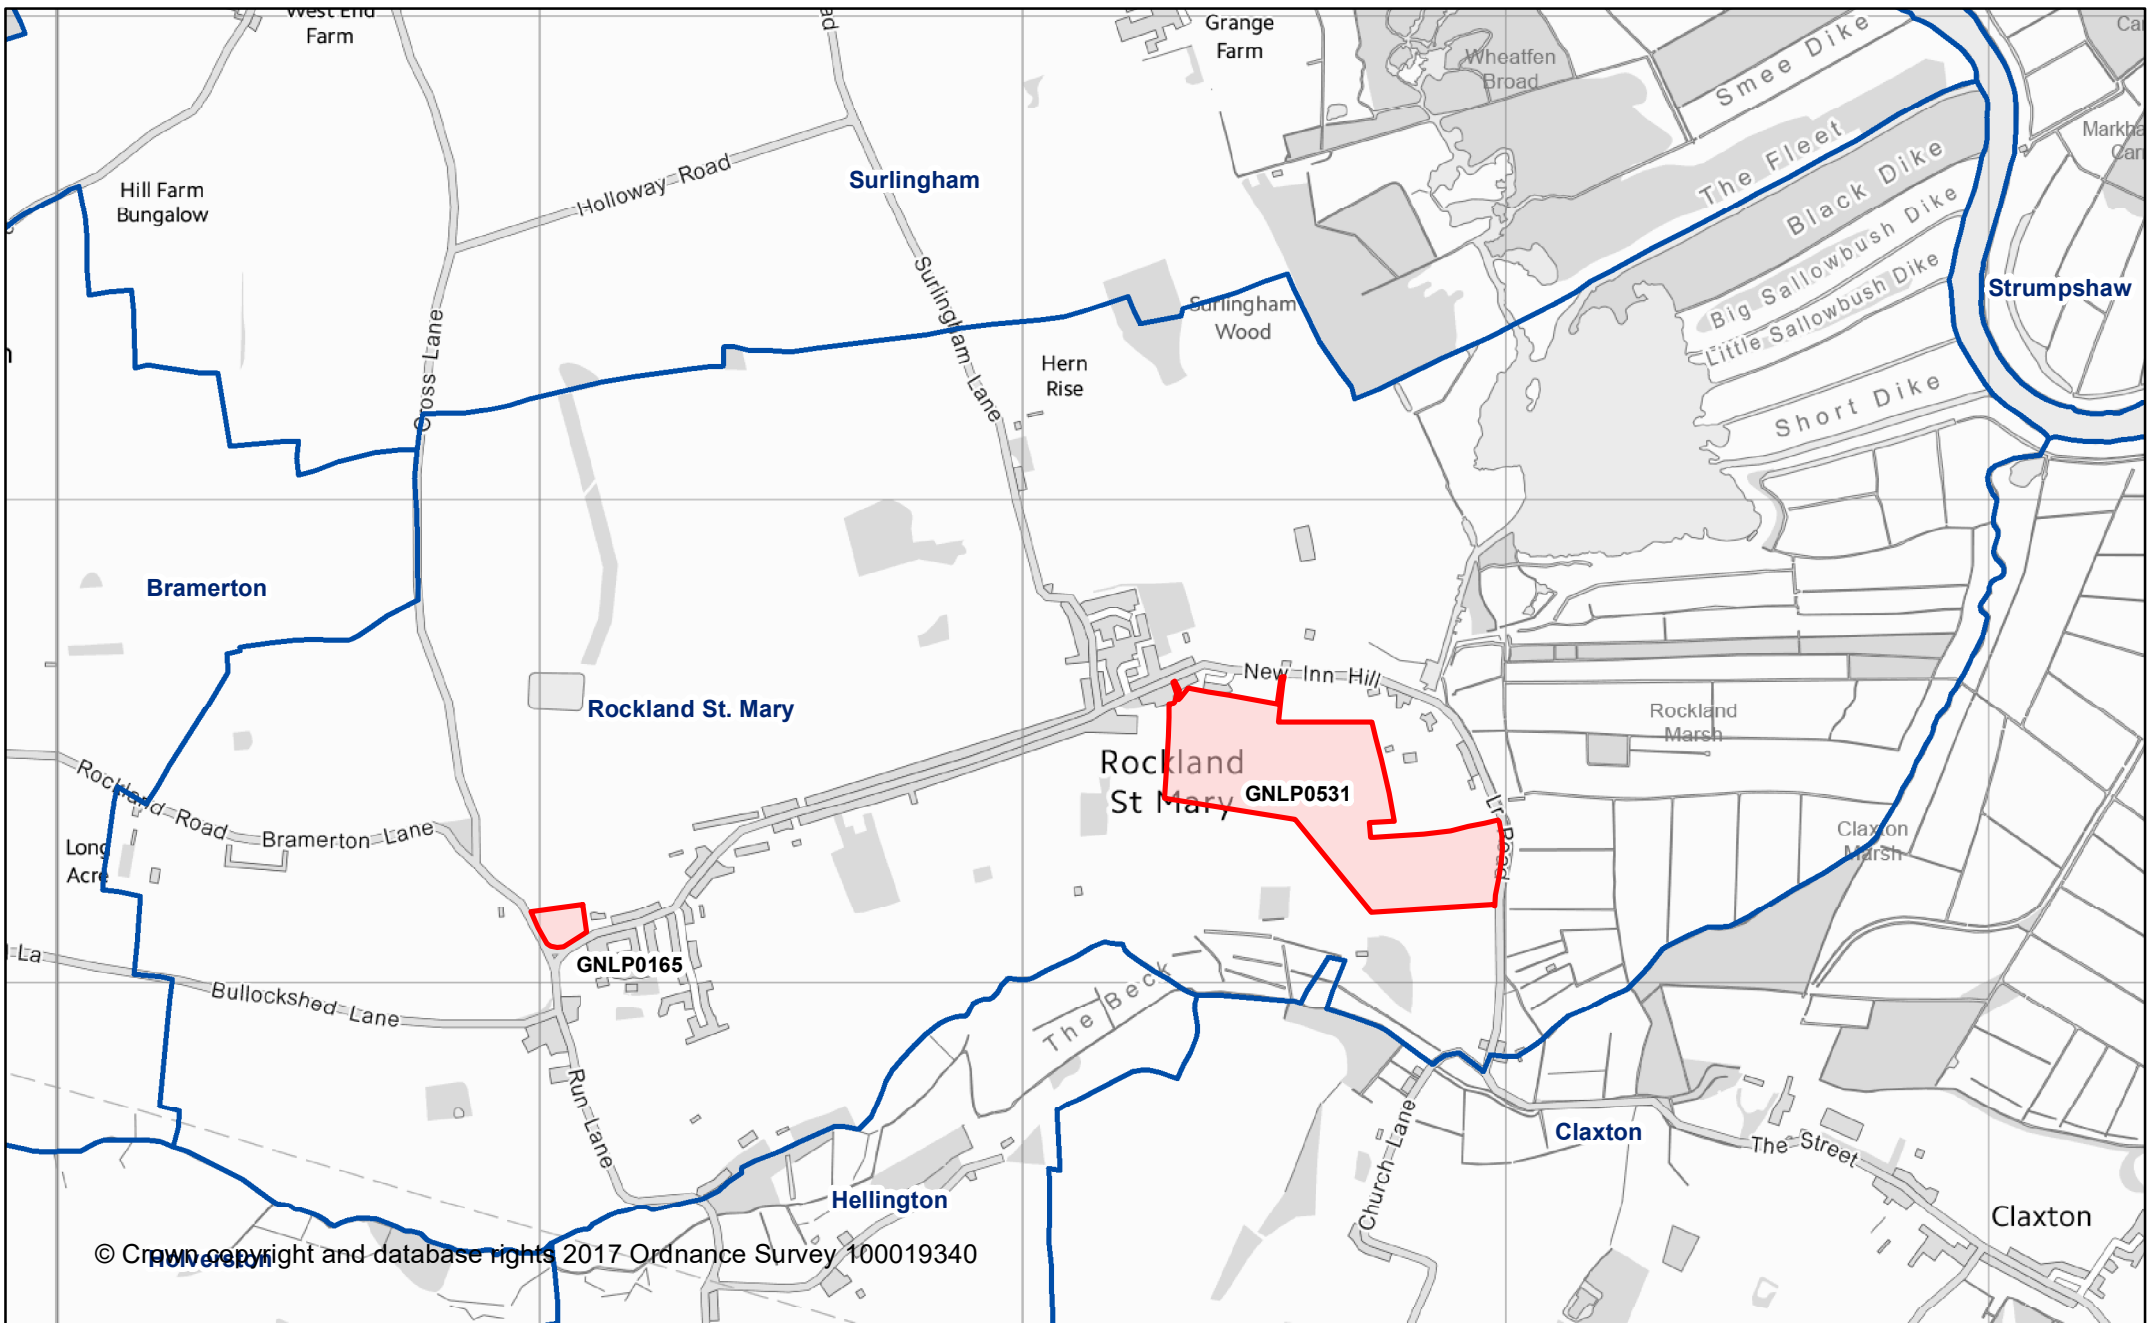 West End
Farm
ad
Grange
Farm
Wheatfen
Broad
Smee Dike
Hill Farm
Bungalow
Holloway Road
Surlingham
The Fleet
Black Dike
Big Sallowbush Dike
Little Sallowbush Dike
Strumpshaw
Surlingham
Wood
Surlingham Lane
Cross Lane
Hern
Rise
Short Dike
Bramerton
Rockland St. Mary
New Inn Hill
Rockland
Marsh
Rockland
St Mary
GNLP0531
Rockland Road
Bramerton Lane
Long
Acre
Lr Road
Claxton
Marsh
GNLP0165
La
Bullockshed Lane
The Beck
Run Lane
Church Lane
Claxton
The Street
Hellington
Claxton
Holverston
© Crown copyright and database rights 2017 Ordnance Survey 100019340